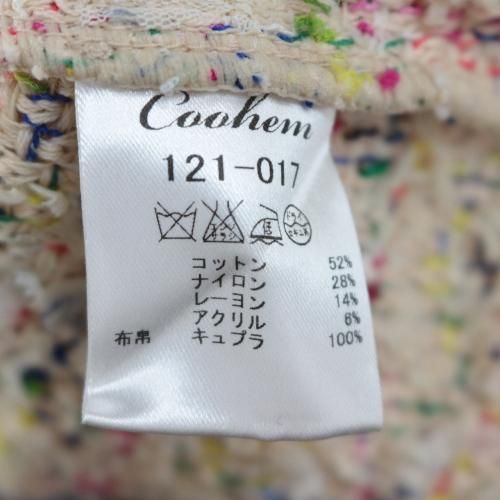 Coohem
121-017
コットン 52%
ナイロン 28%
レーヨン 14%
アクリル 6%
布帛 キュプラ 100%